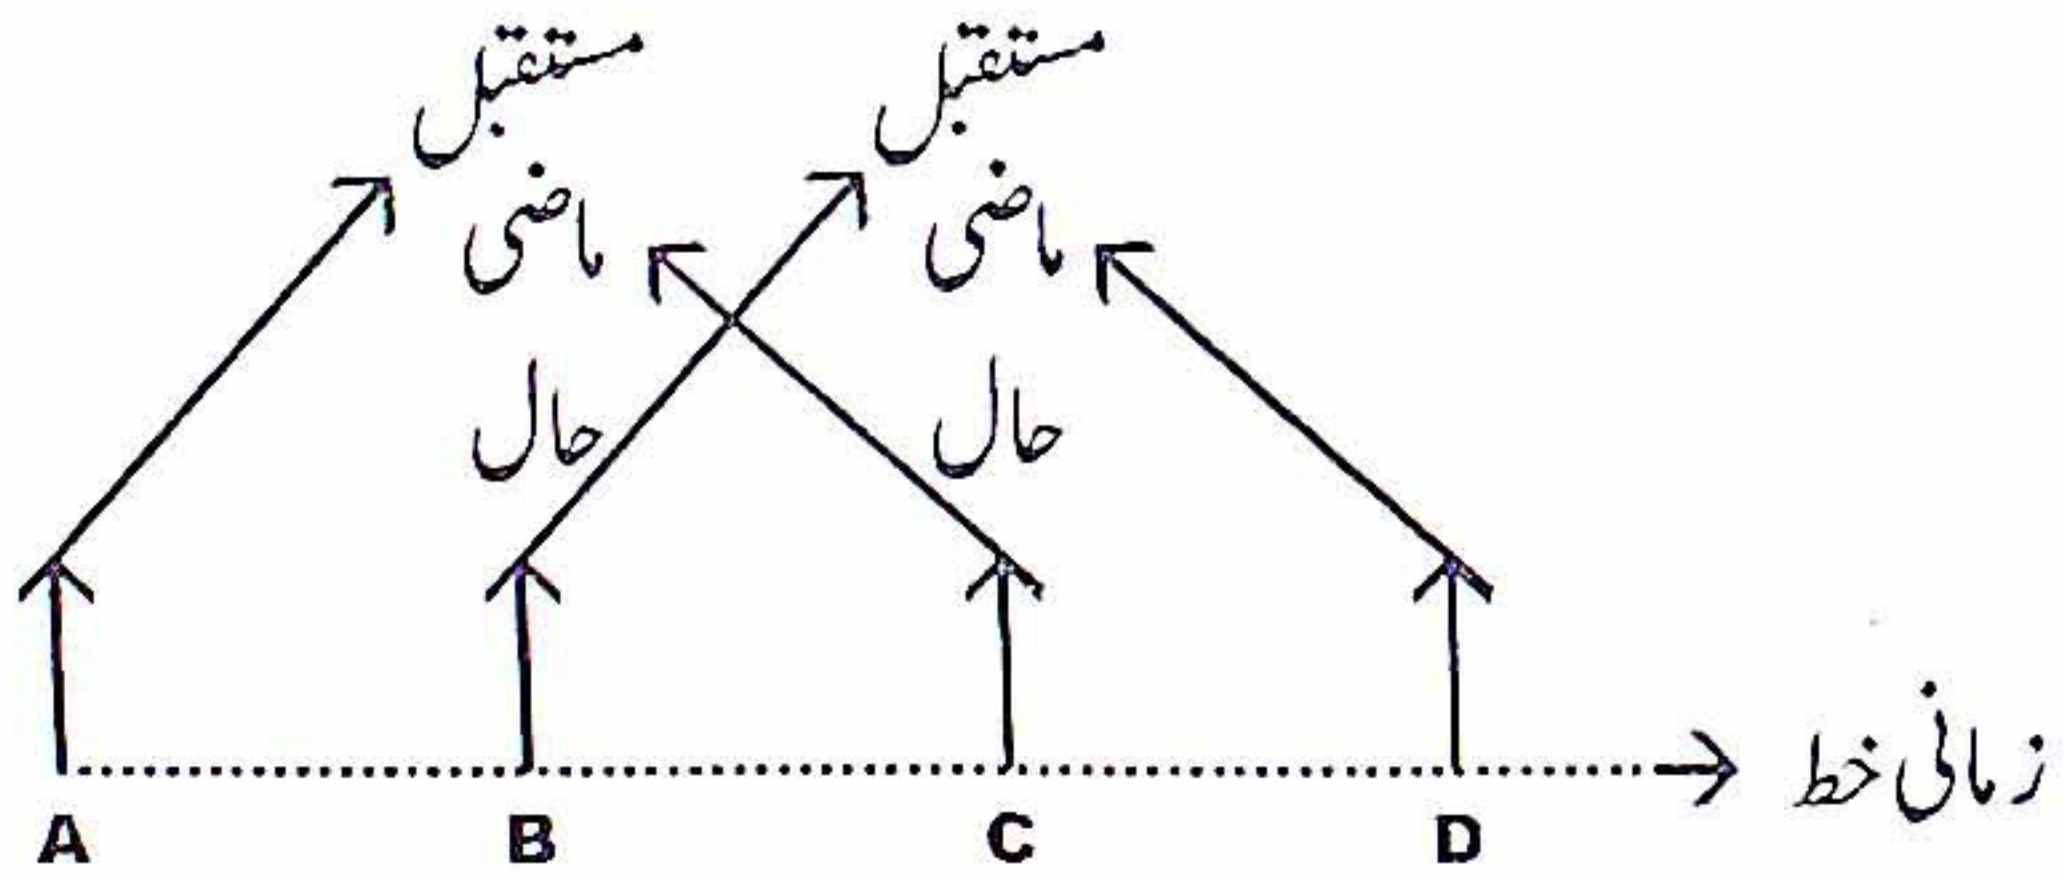 مستقبل مستقبل
ماضی ماضی
حال حال
زمانی خط
A B C D